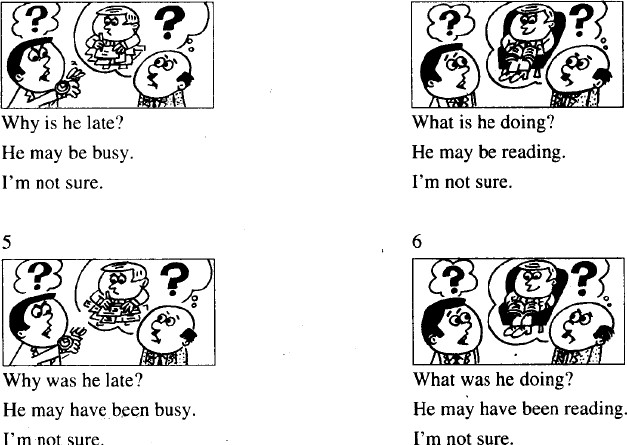 ? ?
Why is he late?
He may be busy.
I'm not sure.
? ?
What is he doing?
He may be reading.
I'm not sure.
5
? ?
Why was he late?
He may have been busy.
I'm not sure.
6
? ?
What was he doing?
He may have been reading.
I'm not sure.